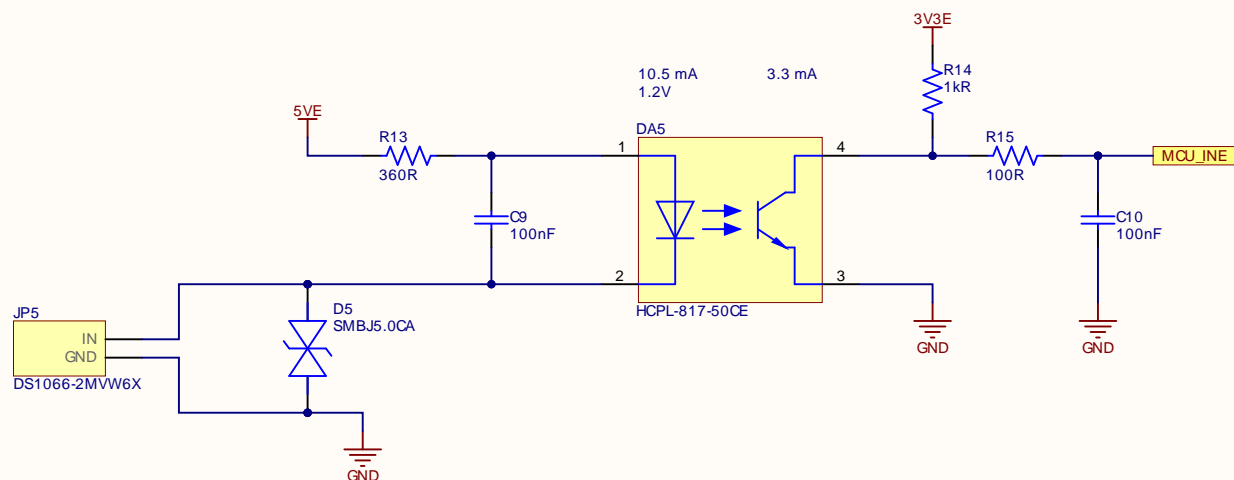 3V3E
10.5 mA
3.3 mA
1.2V
R14
1kR
5VE
DA5
R13
360R
1
4
R15
100R
MCU_INE
C9
100nF
C10
100nF
2
3
HCPL-817-50CE
JP5
IN
GND
DS1066-2MVW6X
D5
SMBJ5.0CA
GND
GND
GND